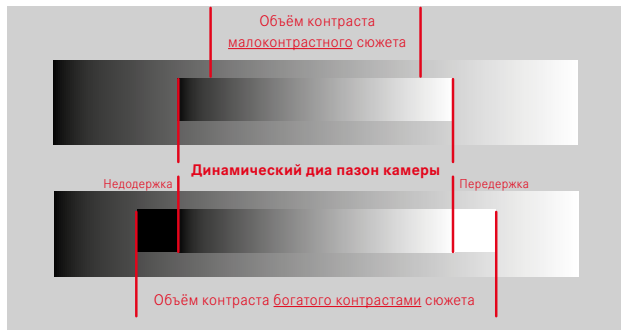 Объём контраста
малоконтрастного сюжета
Динамический диа пазон камеры
Недодержка
Передержка
Объём контраста богатого контрастами сюжета